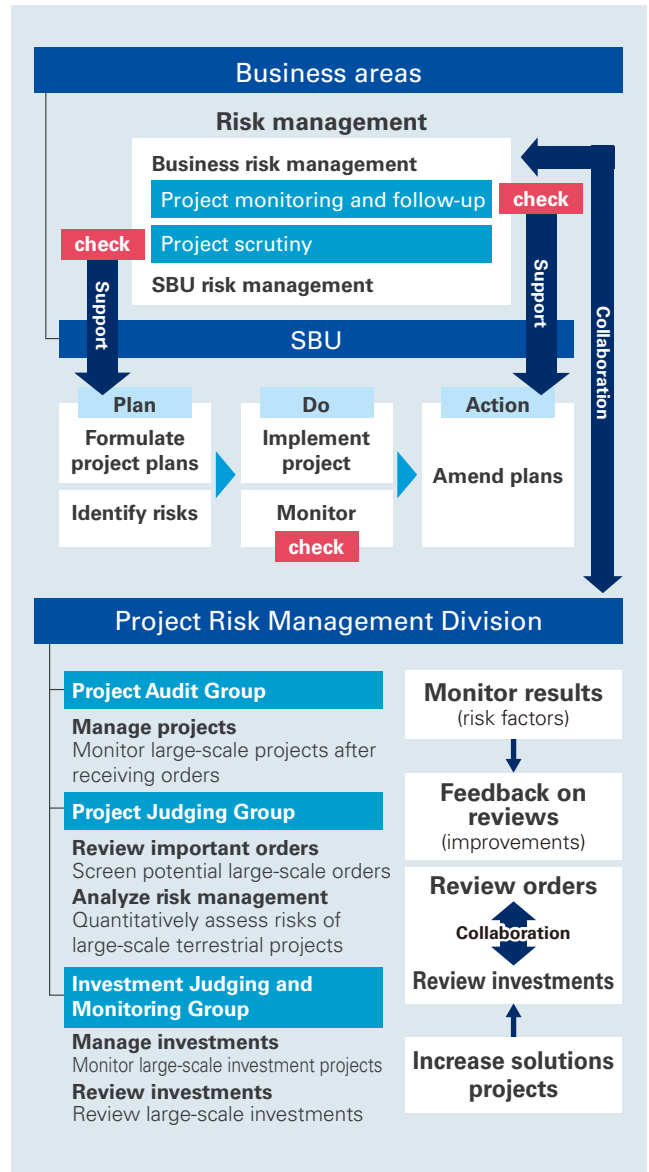 Business areas
Risk management
Business risk management
Project monitoring and follow-up
check
check
Project scrutiny
SBU risk management
Support
Support
Collaboration
SBU
Plan
Formulate
project plans
Identify risks
Do
Implement
project
Monitor
check
Action
Amend plans
Project Risk Management Division
Project Audit Group
Manage projects
Monitor large-scale projects after
receiving orders
Project Judging Group
Review important orders
Screen potential large-scale orders
Analyze risk management
Quantitatively assess risks of
large-scale terrestrial projects
Investment Judging and
Monitoring Group
Manage investments
Monitor large-scale investment projects
Review investments
Review large-scale investments
Monitor results
(risk factors)
Feedback on
reviews
(improvements)
Review orders
Collaboration
Review investments
Increase solutions
projects